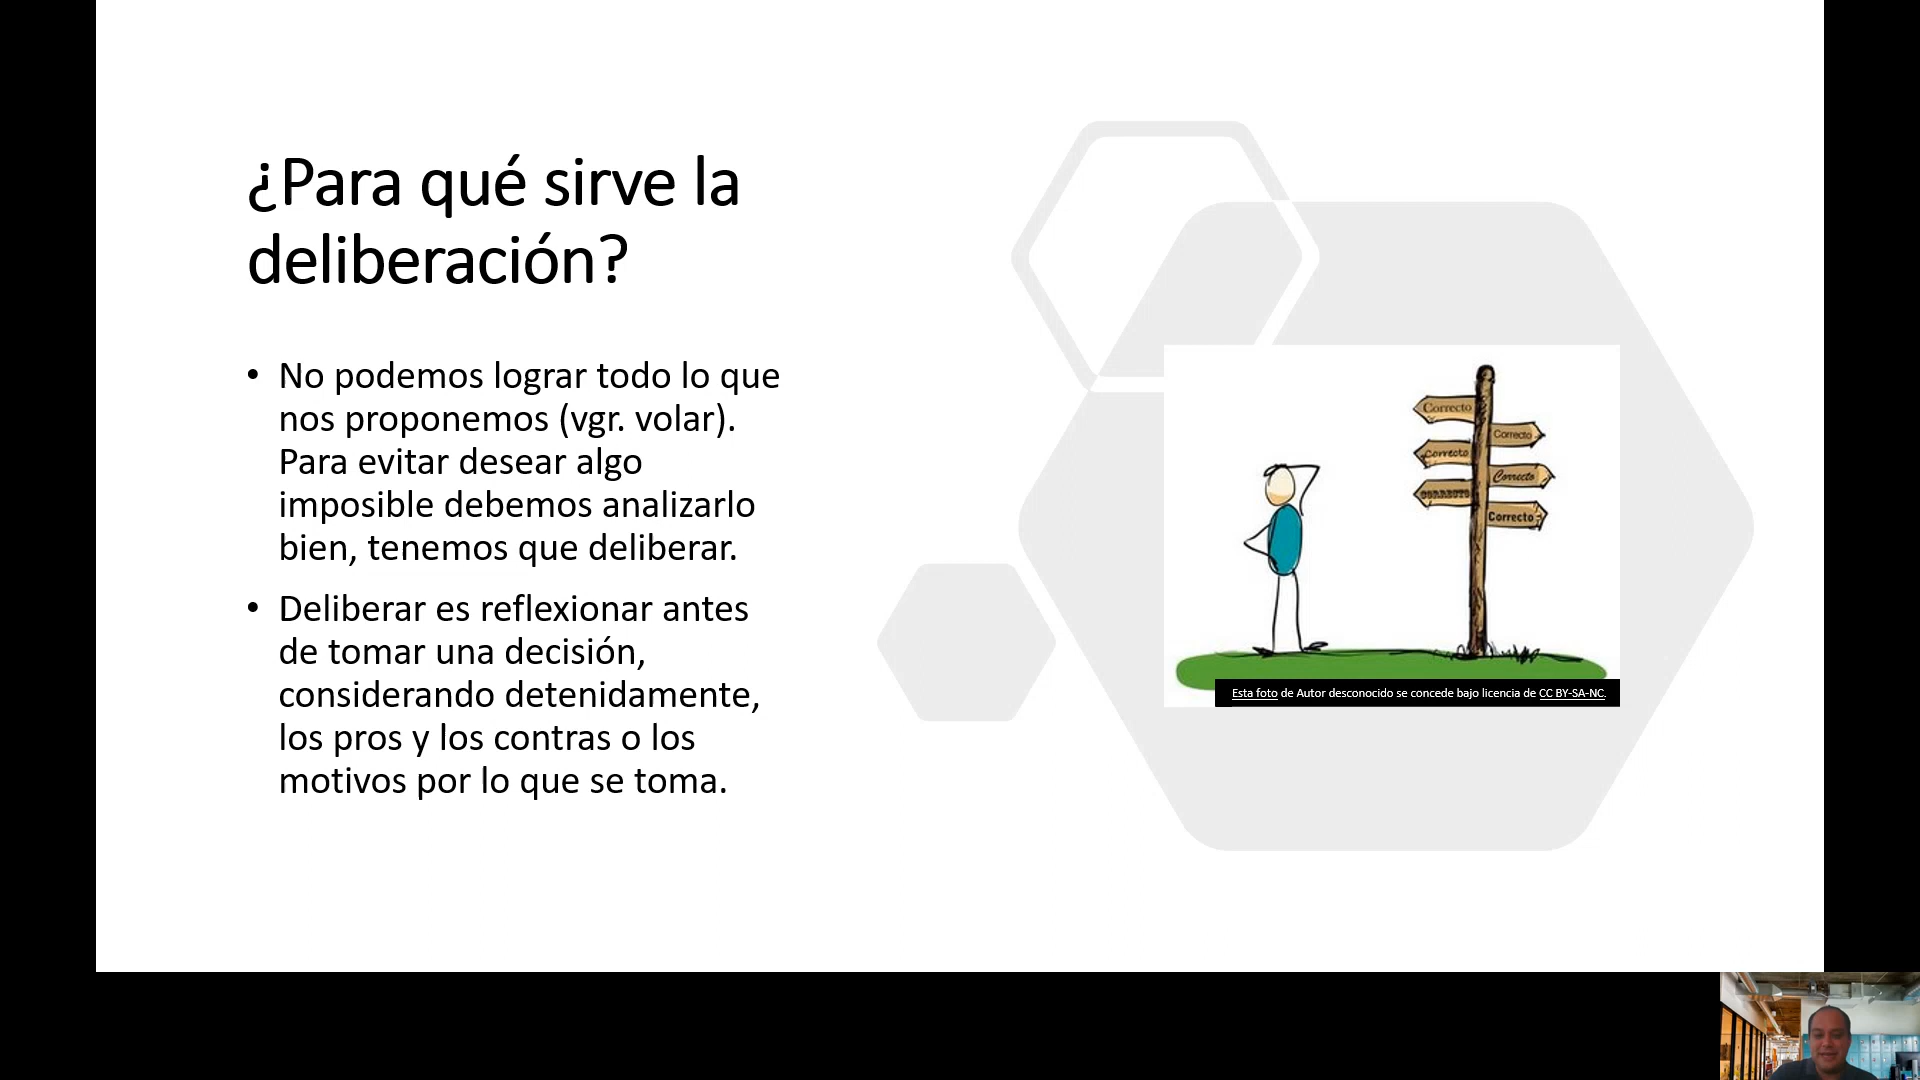 ¿Para qué sirve la
deliberación?
• No podemos lograr todo lo que
nos proponemos (vgr. volar).
Para evitar desear algo
imposible debemos analizarlo
bien, tenemos que deliberar.
• Deliberar es reflexionar antes
de tomar una decisión,
considerando detenidamente,
los pros y los contras o los
motivos por lo que se toma.
Correcto
Correcto
Correcto
Correcto
CORRECTO
Correcto
Esta foto de Autor desconocido se concede bajo licencia de CC BY-SA-NC.